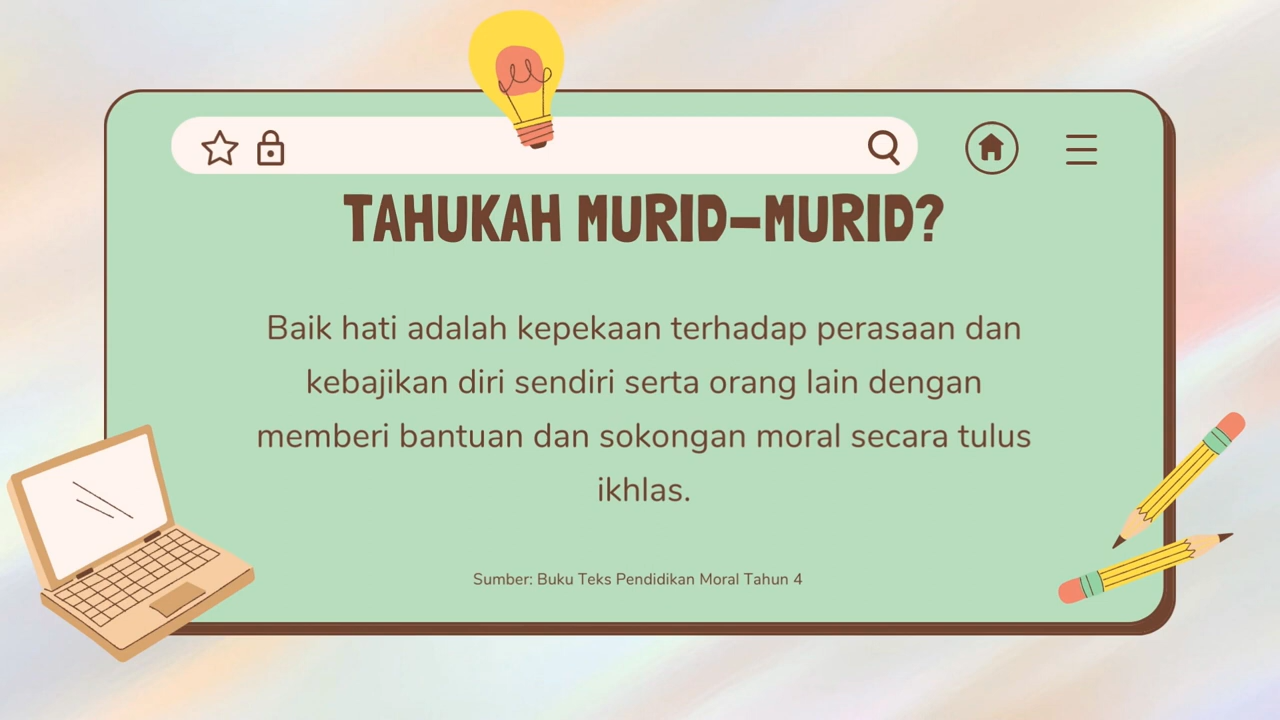 TAHUKAH MURID-MURID?
Baik hati adalah kepekaan terhadap perasaan dan
kebajikan diri sendiri serta orang lain dengan
memberi bantuan dan sokongan moral secara tulus
ikhlas.
Sumber: Buku Teks Pendidikan Moral Tahun 4